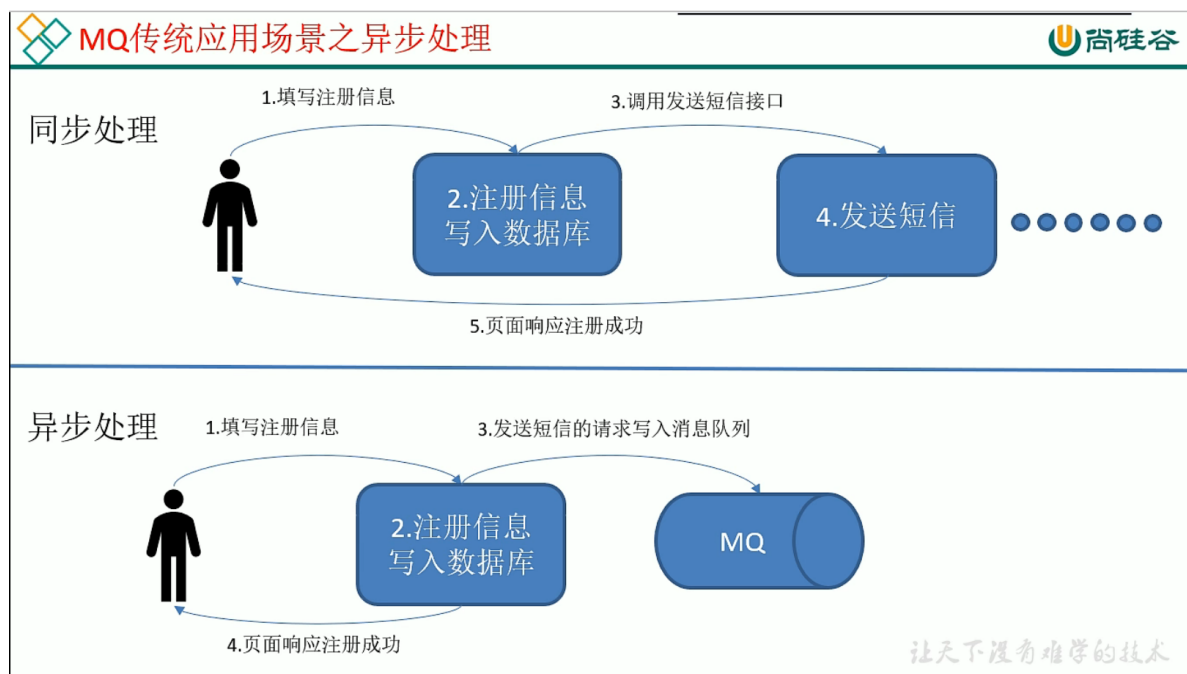 MQ传统应用场景之异步处理
尚硅谷
同步处理
1.填写注册信息
3.调用发送短信接口
2.注册信息
写入数据库
4.发送短信
5.页面响应注册成功
异步处理
1.填写注册信息
3.发送短信的请求写入消息队列
2.注册信息
写入数据库
MQ
4.页面响应注册成功
让天下没有难学的技术